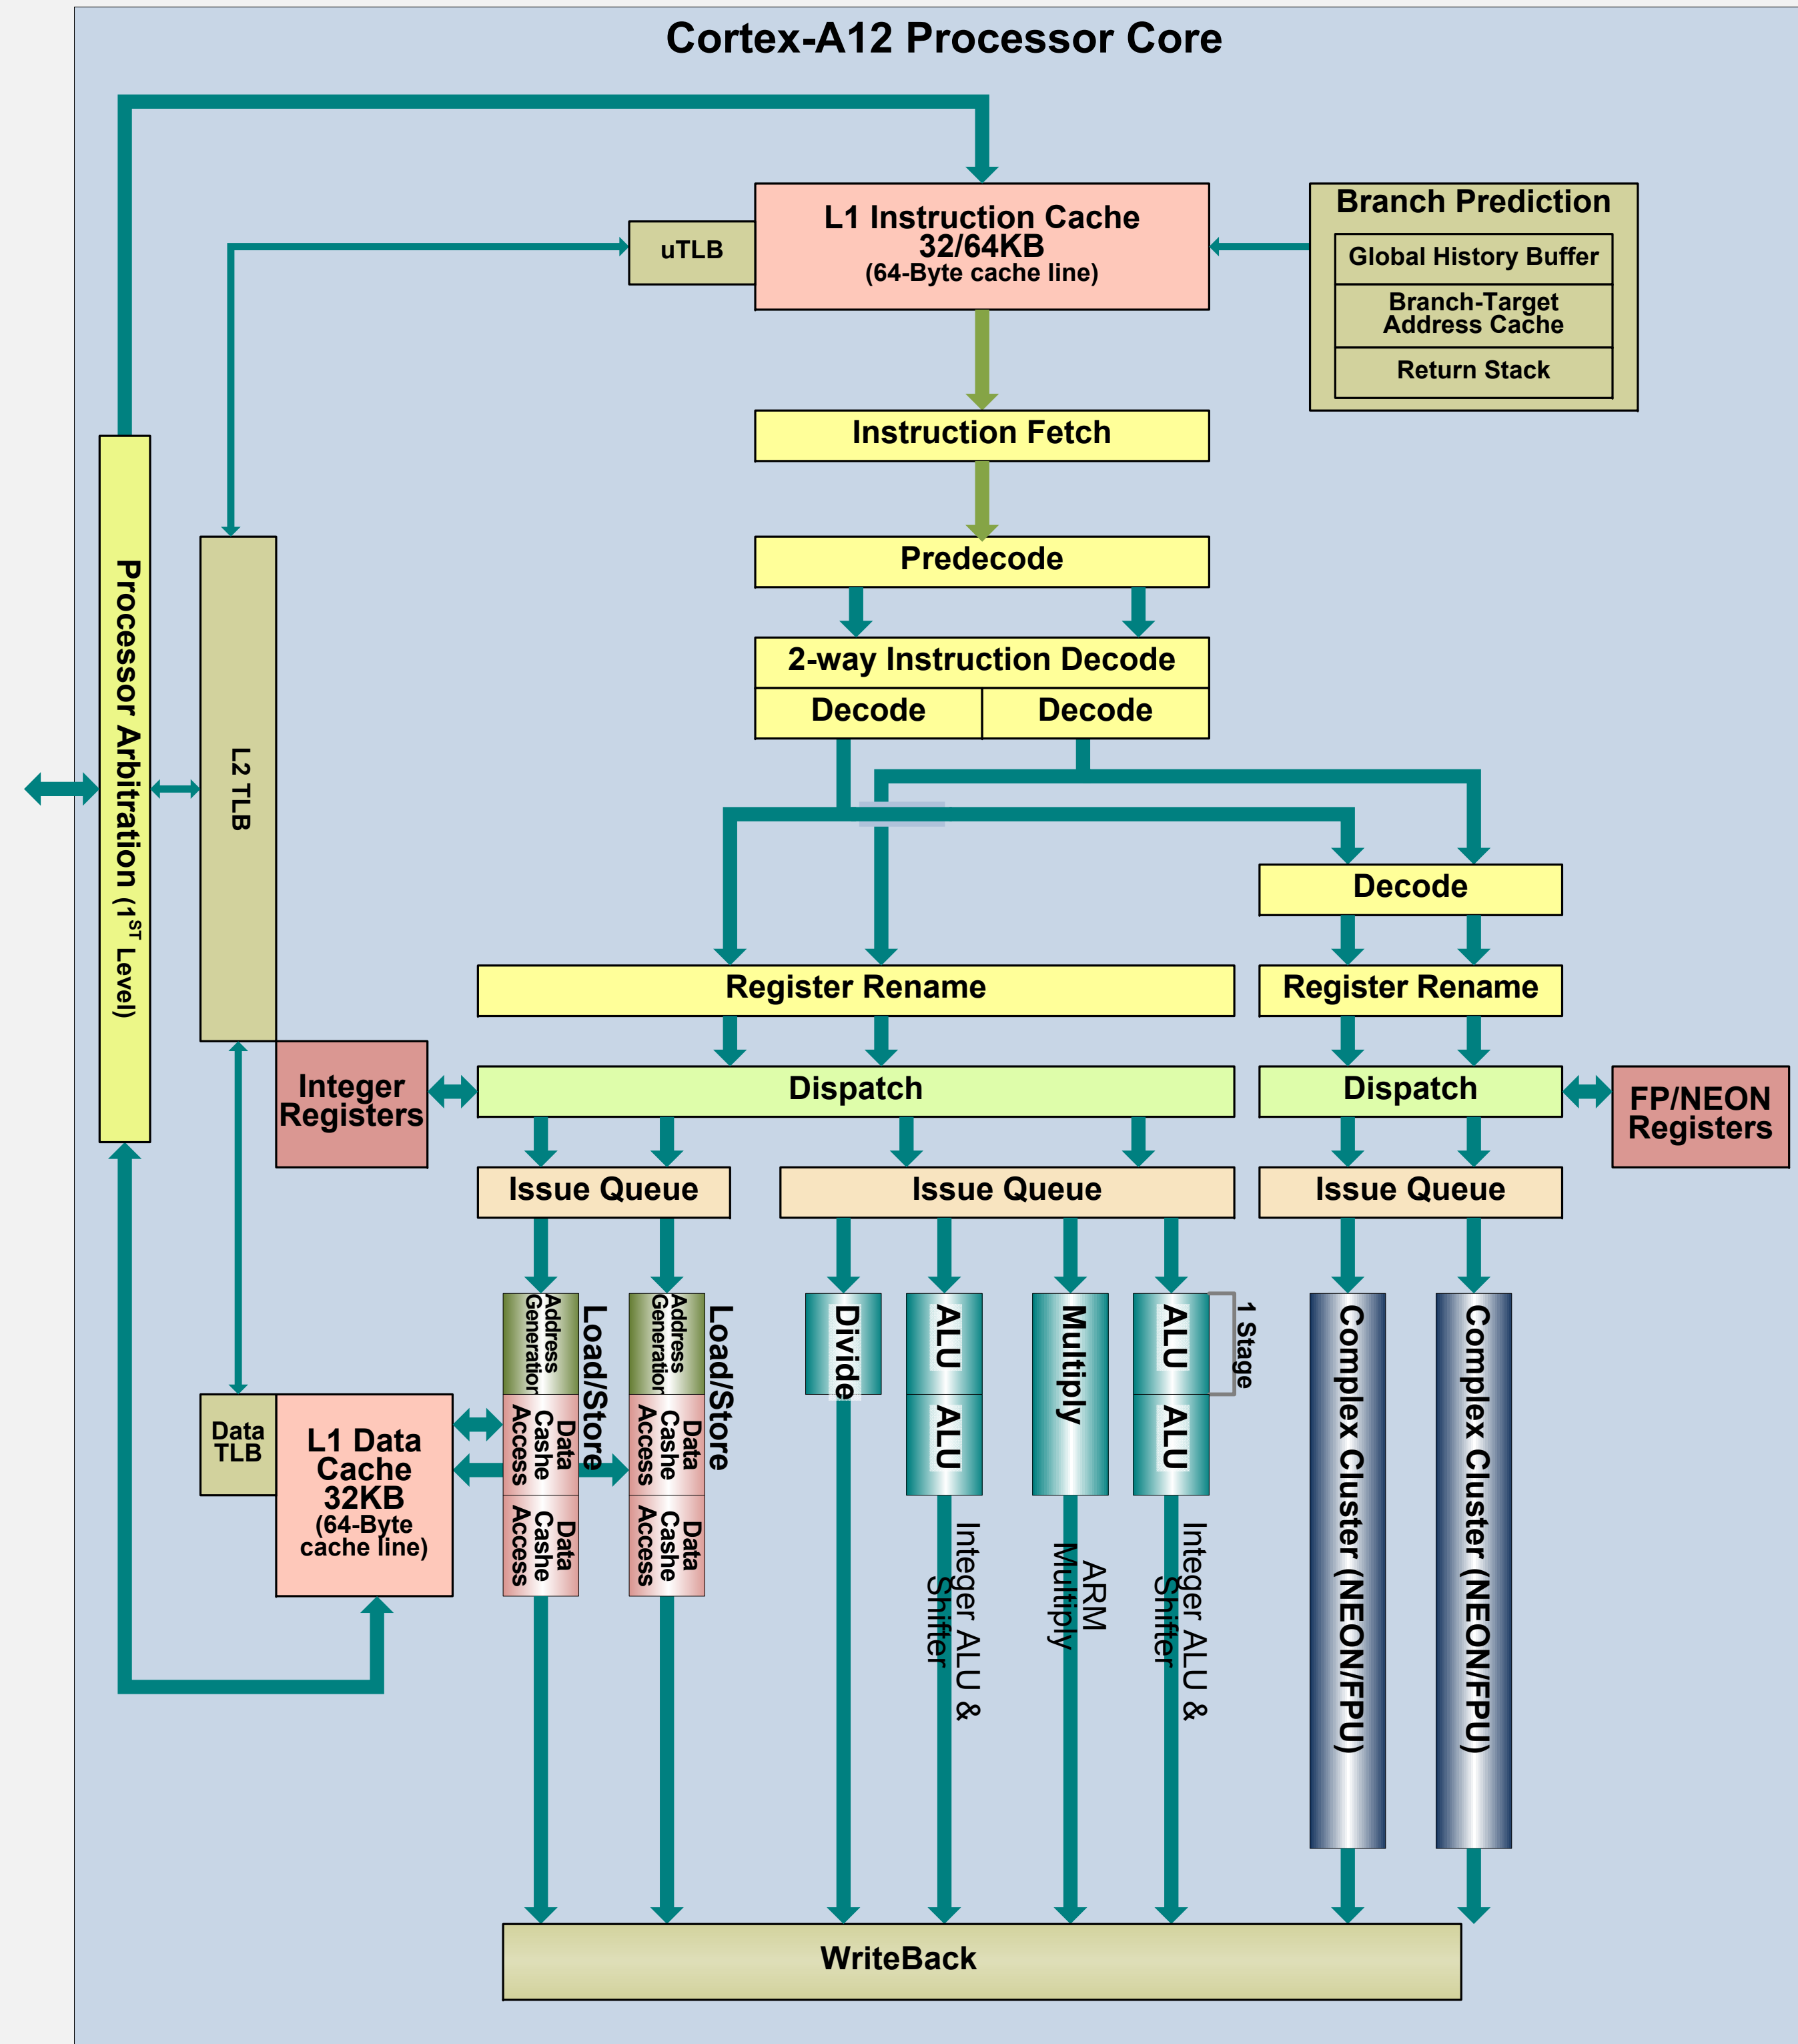 Cortex-A12 Processor Core
L1 Instruction Cache
32/64KB
(64-Byte cache line)
uTLB
Branch Prediction
Global History Buffer
Branch-Target
Address Cache
Return Stack
Instruction Fetch
Predecode
2-way Instruction Decode
Decode
Decode
Processor Arbitration (1ST Level)
L2 TLB
Decode
Register Rename
Register Rename
Integer
Registers
Dispatch
Dispatch
FP/NEON
Registers
Issue Queue
Issue Queue
Issue Queue
Address
Generation
Load/Store
Address
Generation
Load/Store
Divide
ALU
Multiply
ALU
1 Stage
Complex Cluster (NEON/FPU)
Complex Cluster (NEON/FPU)
Data
TLB
L1 Data
Cache
32KB
(64-Byte
cache line)
Data
Cashe
Access
Data
Cashe
Access
ALU
ALU
Data
Cashe
Access
Data
Cashe
Access
Integer ALU &
Shifter
ARM
Multiply
Integer ALU &
Shifter
WriteBack